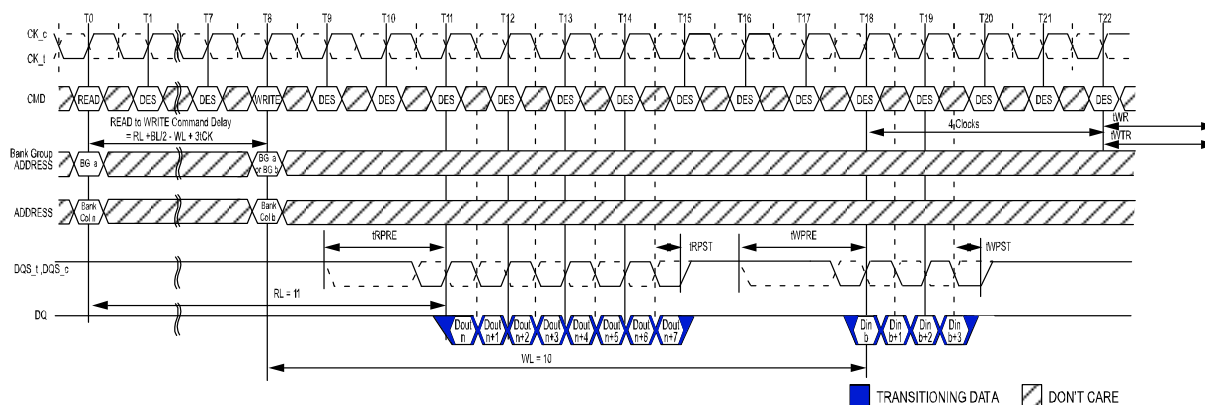 T0 T1 T7 T8 T9 T10 T11 T12 T13 T14 T15 T16 T17 T18 T19 T20 T21 T22
CK_c
CK_t
CMD READ DES DES WRITE DES DES DES DES DES DES DES DES DES DES DES DES DES DES
tWR
READ to WRITE Command Delay
4 Clocks
= RL +BL/2 - WL + 3tCK
tWTR
Bank Group
ADDRESS
BG a
BG a
or BG b
ADDRESS
Bank
Col n
Bank
Col b
tRPRE tRPST tWPRE tWPST
DQS_t ,DQS_c
RL = 11
DQ
Dout Dout Dout Dout Dout Dout Dout Dout Din Din Din Din
n n+1 n+2 n+3 n+4 n+5 n+6 n+7 b b+1 b+2 b+3
WL = 10
TRANSITIONING DATA DON'T CARE